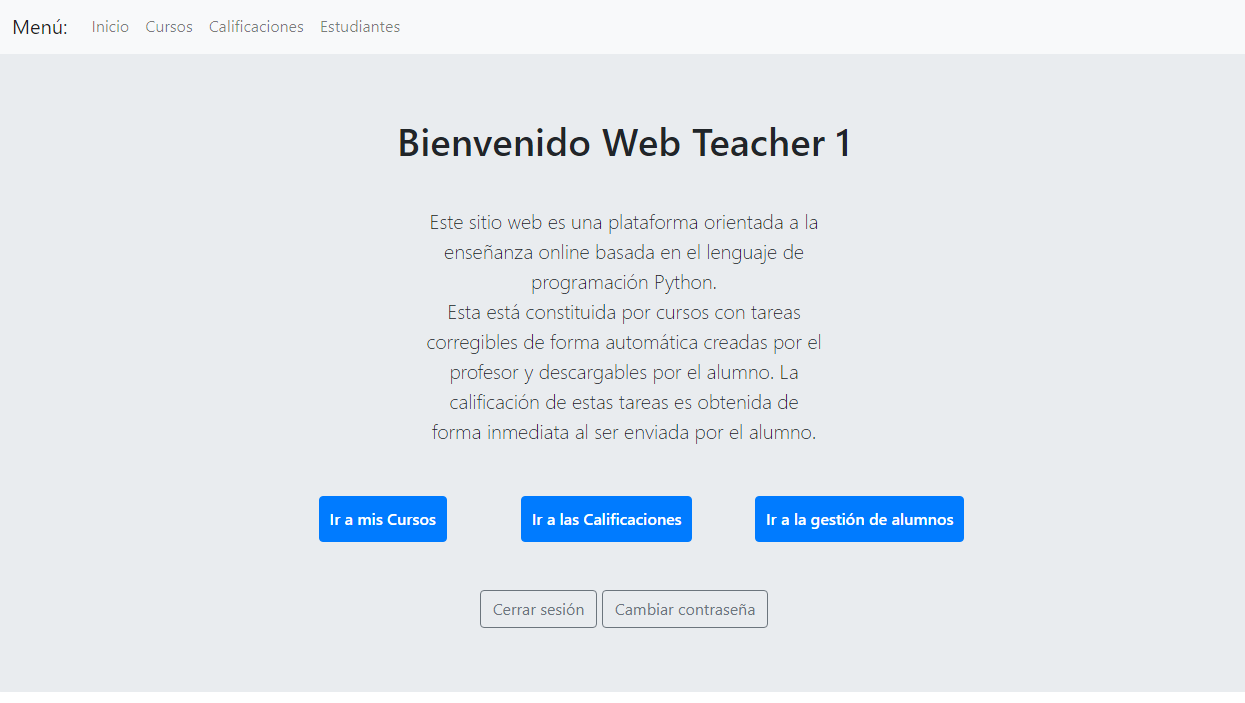 Menú: Inicio Cursos Calificaciones Estudiantes
Bienvenido Web Teacher 1
Este sitio web es una plataforma orientada a la
enseñanza online basada en el lenguaje de
programación Python.
Esta está constituida por cursos con tareas
corregibles de forma automática creadas por el
profesor y descargables por el alumno. La
calificación de estas tareas es obtenida de
forma inmediata al ser enviada por el alumno.
Ir a mis Cursos Ir a las Calificaciones Ir a la gestión de alumnos
Cerrar sesión Cambiar contraseña